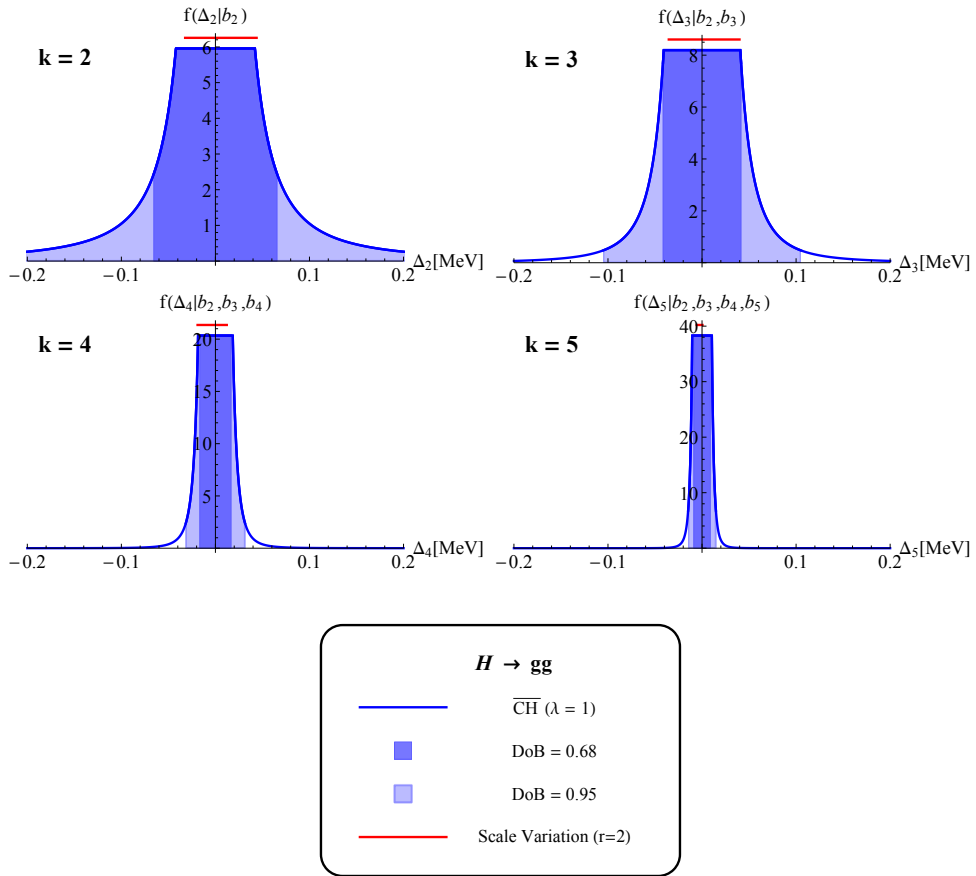 f(Δ₂|b₂)
k = 2
6
5
4
3
2
1
−0.2 −0.1 0.1 0.2
Δ₂[MeV]
f(Δ₃|b₂,b₃)
k = 3
8
6
4
2
−0.2 −0.1 0.1 0.2
Δ₃[MeV]
f(Δ₄|b₂,b₃,b₄)
k = 4
20
15
10
5
−0.2 −0.1 0.1 0.2
Δ₄[MeV]
f(Δ₅|b₂,b₃,b₄,b₅)
k = 5
40
30
20
10
−0.2 −0.1 0.1 0.2
Δ₅[MeV]
H → gg
C̅H̅ (λ = 1)
DoB = 0.68
DoB = 0.95
Scale Variation (r=2)